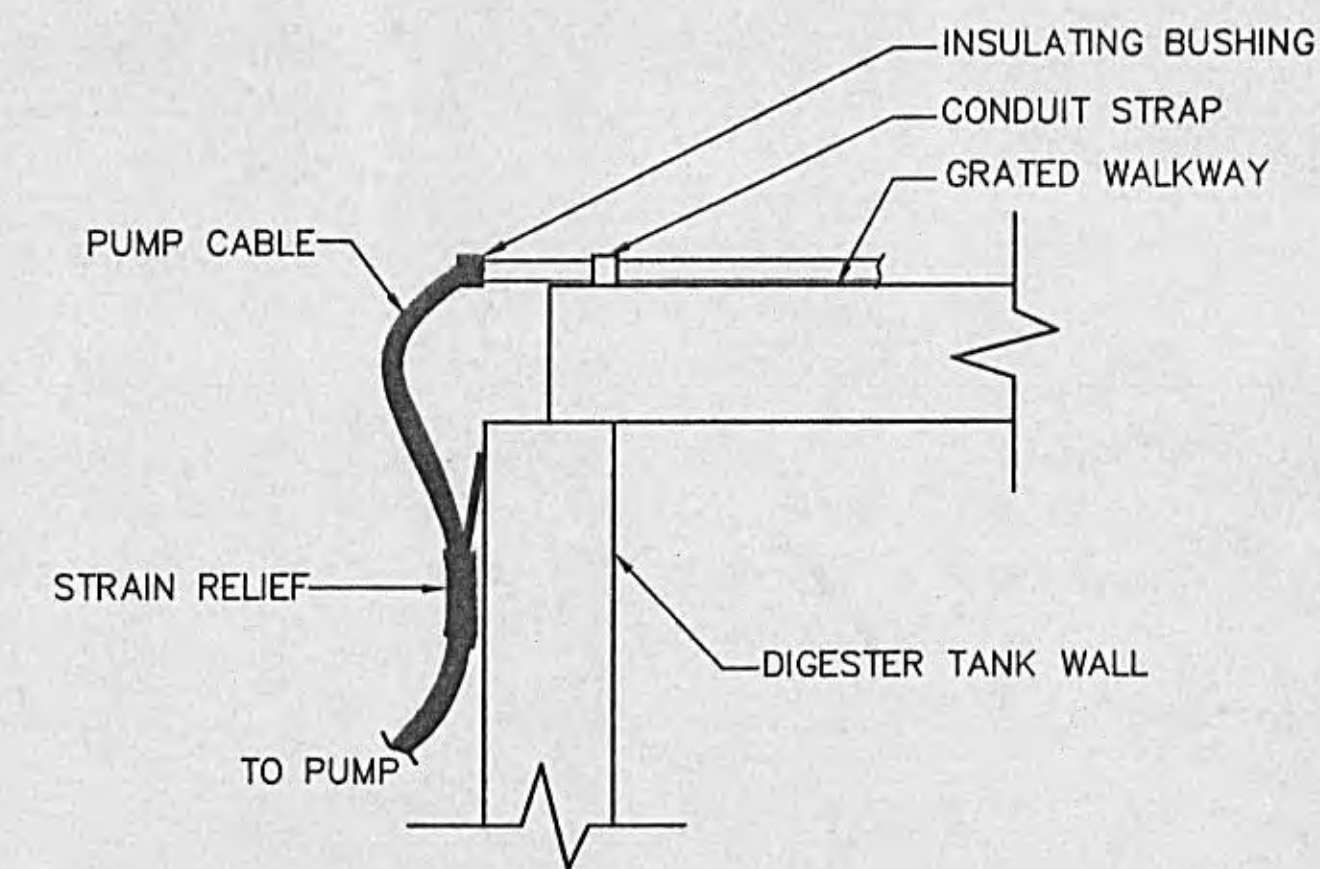 INSULATING BUSHING
CONDUIT STRAP
GRATED WALKWAY
PUMP CABLE
STRAIN RELIEF
DIGESTER TANK WALL
TO PUMP